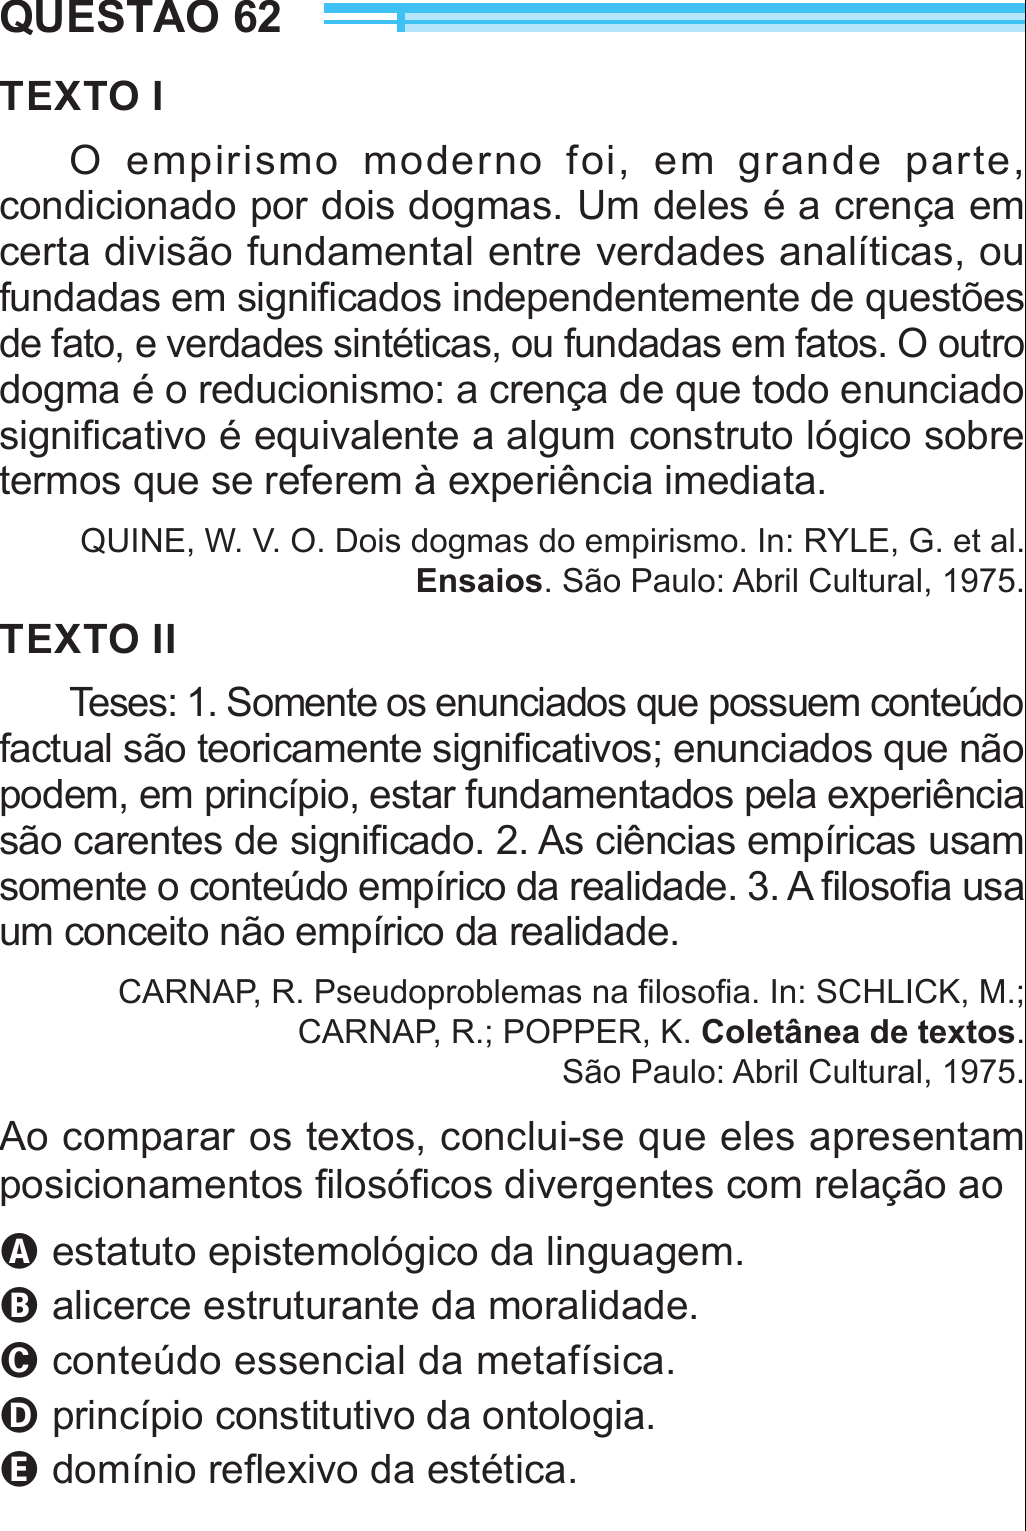 QUESTÃO 62
TEXTO I
O empirismo moderno foi, em grande parte,
condicionado por dois dogmas. Um deles é a crença em
certa divisão fundamental entre verdades analíticas, ou
fundadas em significados independentemente de questões
de fato, e verdades sintéticas, ou fundadas em fatos. O outro
dogma é o reducionismo: a crença de que todo enunciado
significativo é equivalente a algum construto lógico sobre
termos que se referem à experiência imediata.
QUINE, W. V. O. Dois dogmas do empirismo. In: RYLE, G. et al.
Ensaios. São Paulo: Abril Cultural, 1975.
TEXTO II
Teses: 1. Somente os enunciados que possuem conteúdo
factual são teoricamente significativos; enunciados que não
podem, em princípio, estar fundamentados pela experiência
são carentes de significado. 2. As ciências empíricas usam
somente o conteúdo empírico da realidade. 3. A filosofia usa
um conceito não empírico da realidade.
CARNAP, R. Pseudoproblemas na filosofia. In: SCHLICK, M.;
CARNAP, R.; POPPER, K. Coletânea de textos.
São Paulo: Abril Cultural, 1975.
Ao comparar os textos, conclui-se que eles apresentam
posicionamentos filosóficos divergentes com relação ao
A estatuto epistemológico da linguagem.
B alicerce estruturante da moralidade.
C conteúdo essencial da metafísica.
D princípio constitutivo da ontologia.
E domínio reflexivo da estética.